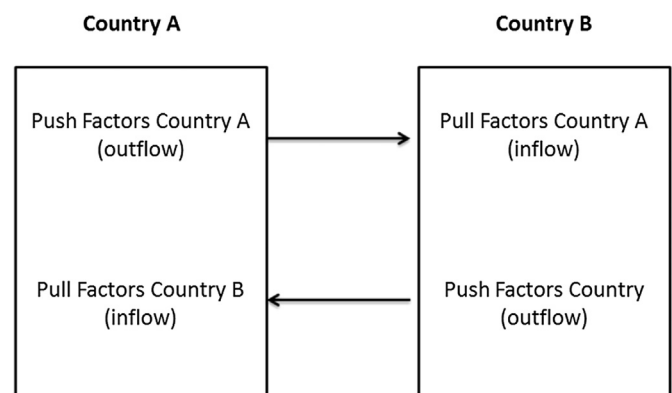 Country A
Country B
Push Factors Country A
(outflow)
Pull Factors Country A
(inflow)
Pull Factors Country B
(inflow)
Push Factors Country
(outflow)